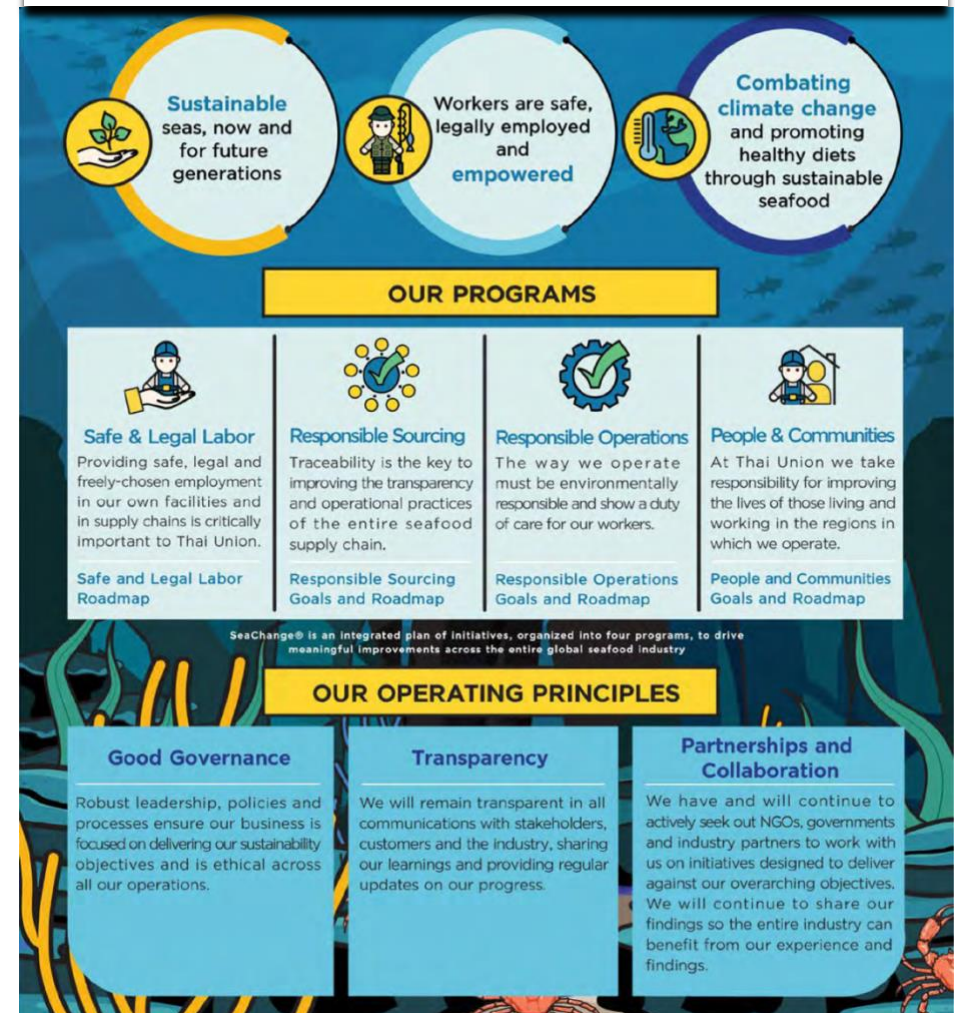 Sustainable
seas, now and
for future
generations
Workers are safe,
legally employed
and
empowered
Combating
climate change
and promoting
healthy diets
through sustainable
seafood
OUR PROGRAMS
Safe & Legal Labor
Providing safe, legal and
freely-chosen employment
in our own facilities and
in supply chains is critically
important to Thai Union.
Safe and Legal Labor
Roadmap
Responsible Sourcing
Traceability is the key to
improving the transparency
and operational practices
of the entire seafood
supply chain.
Responsible Sourcing
Goals and Roadmap
Responsible Operations
The way we operate
must be environmentally
responsible and show a duty
of care for our workers.
Responsible Operations
Goals and Roadmap
People & Communities
At Thai Union we take
responsibility for improving
the lives of those living and
working in the regions in
which we operate.
People and Communities
Goals and Roadmap
SeaChange® is an integrated plan of initiatives, organized into four programs, to drive
meaningful improvements across the entire global seafood industry
OUR OPERATING PRINCIPLES
Good Governance
Robust leadership, policies and
processes ensure our business is
focused on delivering our sustainability
objectives and is ethical across
all our operations.
Transparency
We will remain transparent in all
communications with stakeholders,
customers and the industry, sharing
our learnings and providing regular
updates on our progress.
Partnerships and
Collaboration
We have and will continue to
actively seek out NGOs, governments
and industry partners to work with
us on initiatives designed to deliver
against our overarching objectives.
We will continue to share our
findings so the entire industry can
benefit from our experience and
findings.